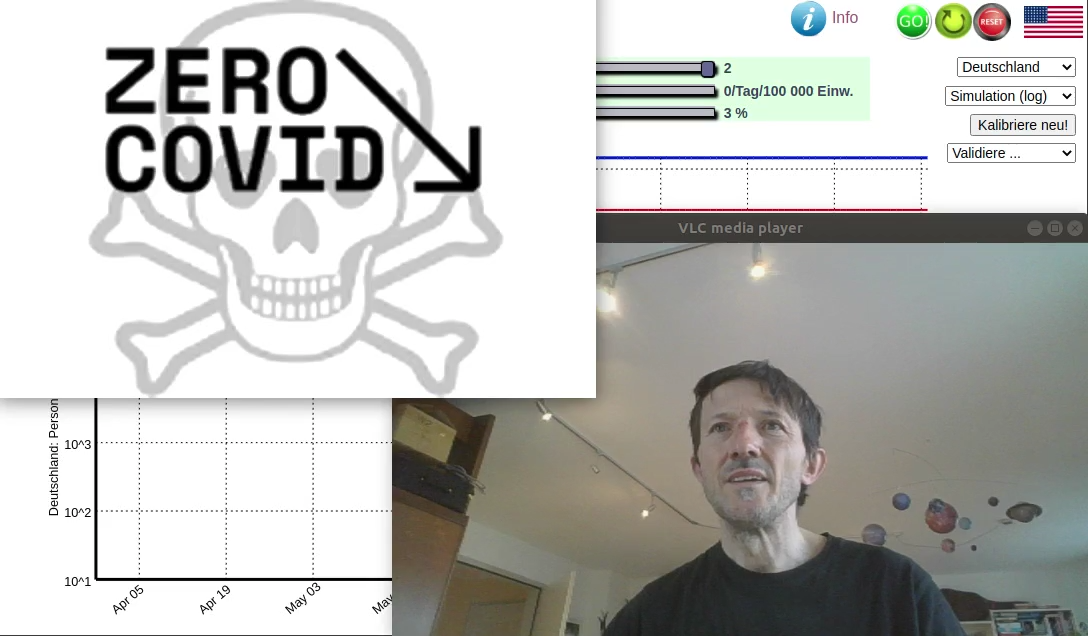 ZERO
COVID
Info
GO!
RESET
2
0/Tag/100 000 Einw.
3 %
Deutschland
Simulation (log)
Kalibriere neu!
Validiere ...
VLC media player
Deutschland: Person
10^3
10^2
10^1
Apr 05
Apr 19
May 03